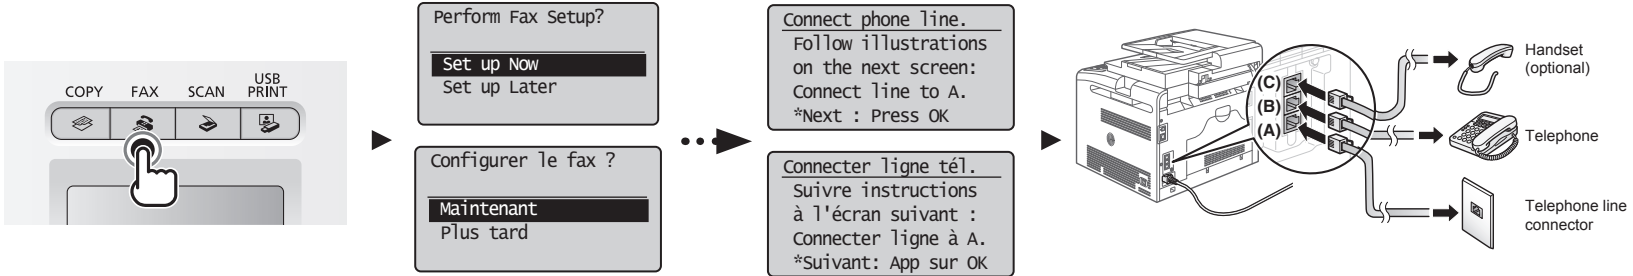 COPY FAX SCAN USB PRINT
Perform Fax Setup?
Set up Now
Set up Later
Configurer le fax ?
Maintenant
Plus tard
Connect phone line.
Follow illustrations
on the next screen:
Connect line to A.
*Next : Press OK
Connecter ligne tél.
Suivre instructions
à l'écran suivant :
Connecter ligne à A.
*Suivant: App sur OK
(C)
(B)
(A)
Handset
(optional)
Telephone
Telephone line
connector